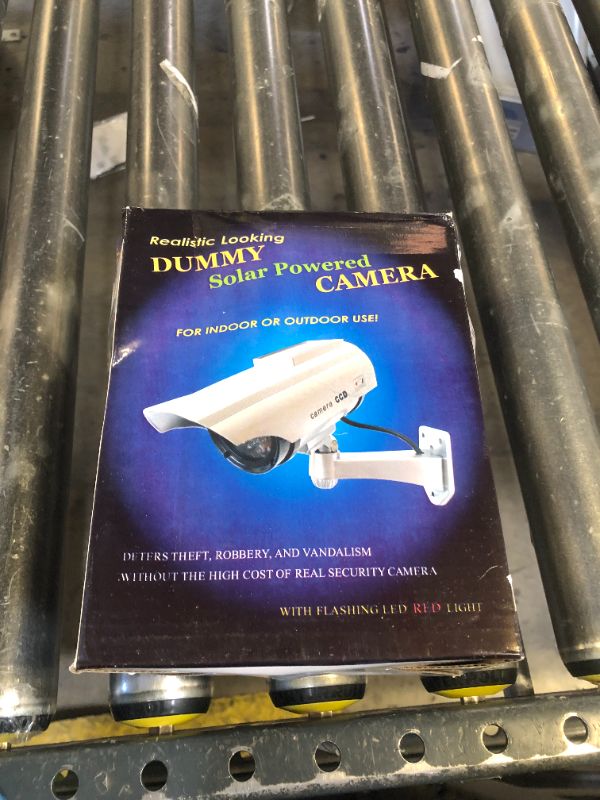 Realistic Looking
DUMMY
Solar Powered
CAMERA
FOR INDOOR OR OUTDOOR USE!
camera CCD
DETERS THEFT, ROBBERY, AND VANDALISM
WITHOUT THE HIGH COST OF REAL SECURITY CAMERA
WITH FLASHING LED RED LIGHT